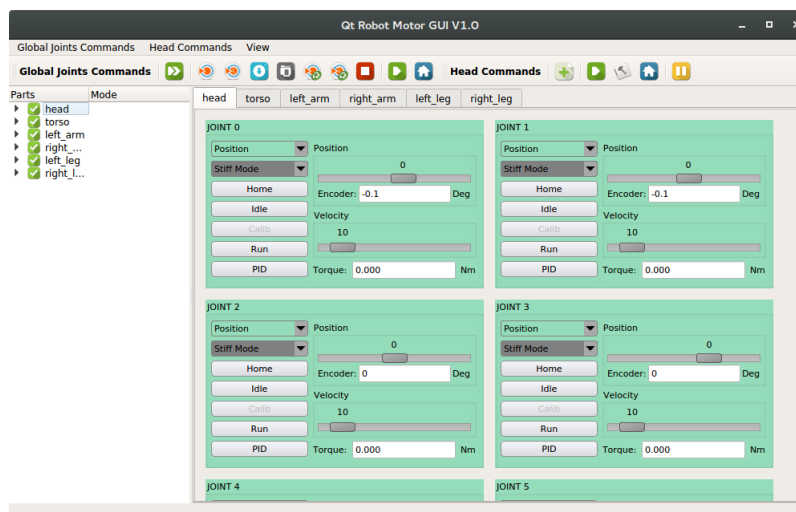 Qt Robot Motor GUI V1.0
Global Joints Commands Head Commands View
Global Joints Commands Head Commands
Parts Mode
head
torso
left_arm
right_...
left_leg
right_l...
head torso left_arm right_arm left_leg right_leg
JOINT 0
Position Position
Stiff Mode 0
Home Encoder: -0.1 Deg
Idle Velocity
Calib 10
Run
PID Torque: 0.000 Nm
JOINT 1
Position Position
Stiff Mode 0
Home Encoder: -0.1 Deg
Idle Velocity
Calib 10
Run
PID Torque: 0.000 Nm
JOINT 2
Position Position
Stiff Mode 0
Home Encoder: 0 Deg
Idle Velocity
Calib 10
Run
PID Torque: 0.000 Nm
JOINT 3
Position Position
Stiff Mode 0
Home Encoder: 0 Deg
Idle Velocity
Calib 10
Run
PID Torque: 0.000 Nm
JOINT 4
JOINT 5